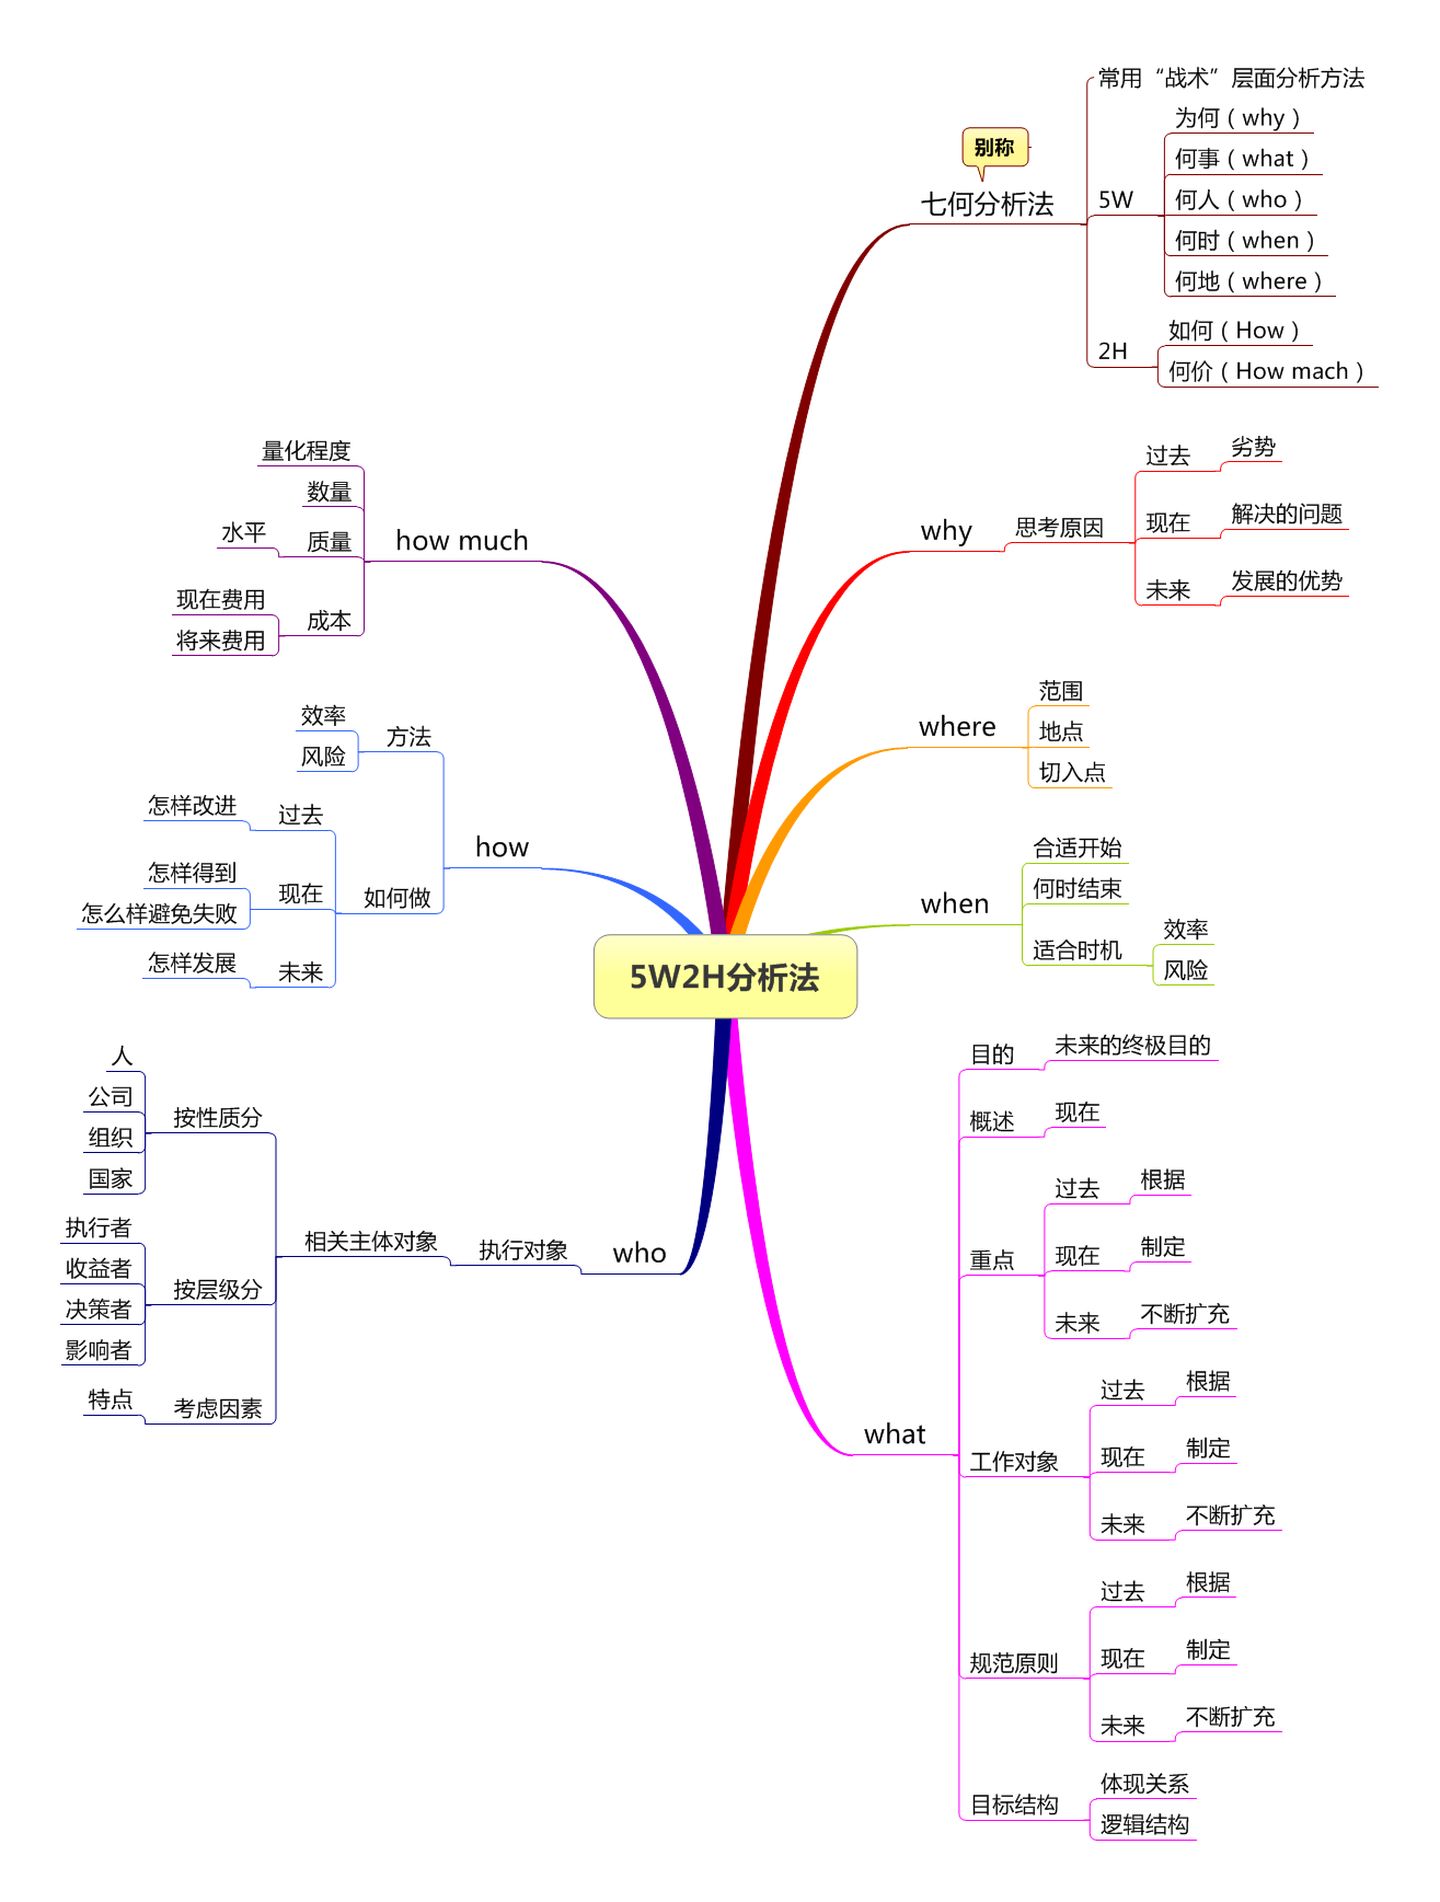 5W2H分析法
别称
七何分析法
常用“战术”层面分析方法
5W
为何（why）
何事（what）
何人（who）
何时（when）
何地（where）
2H
如何（How）
何价（How mach）
why
思考原因
过去
劣势
现在
解决的问题
未来
发展的优势
where
范围
地点
切入点
when
合适开始
何时结束
适合时机
效率
风险
what
目的
未来的终极目的
概述
现在
重点
过去
根据
现在
制定
未来
不断扩充
工作对象
过去
根据
现在
制定
未来
不断扩充
规范原则
过去
根据
现在
制定
未来
不断扩充
目标结构
体现关系
逻辑结构
how much
量化程度
数量
质量
水平
成本
现在费用
将来费用
how
方法
效率
风险
如何做
过去
怎样改进
现在
怎样得到
怎么样避免失败
未来
怎样发展
who
执行对象
相关主体对象
按性质分
人
公司
组织
国家
按层级分
执行者
收益者
决策者
影响者
考虑因素
特点